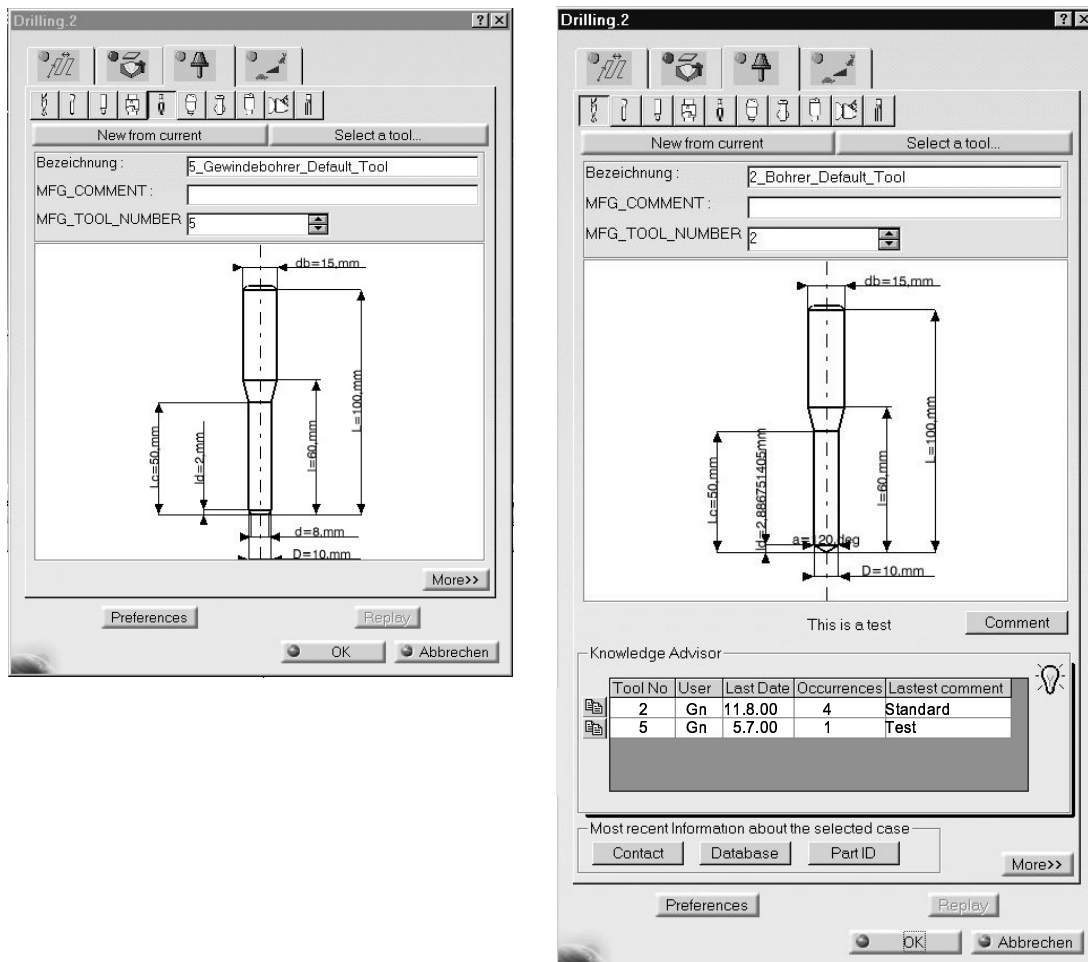 Drilling.2
New from current
Select a tool...
Bezeichnung :
5_Gewindebohrer_Default_Tool
MFG_COMMENT :
MFG_TOOL_NUMBER
5
db=15,mm
L=100,mm
l=60,mm
Lc=50,mm
ld=2,mm
d=8,mm
D=10,mm
More>>
Preferences
Replay
OK
Abbrechen
Drilling.2
New from current
Select a tool...
Bezeichnung :
2_Bohrer_Default_Tool
MFG_COMMENT :
MFG_TOOL_NUMBER
2
db=15,mm
L=100,mm
l=60,mm
Lc=50,mm
ld=2,886751405mm
a=120,deg
D=10,mm
This is a test
Comment
Knowledge Advisor
Tool No User Last Date Occurrences Lastest comment
2 Gn 11.8.00 4 Standard
5 Gn 5.7.00 1 Test
Most recent Information about the selected case
Contact Database Part ID
More>>
Preferences
Replay
OK
Abbrechen